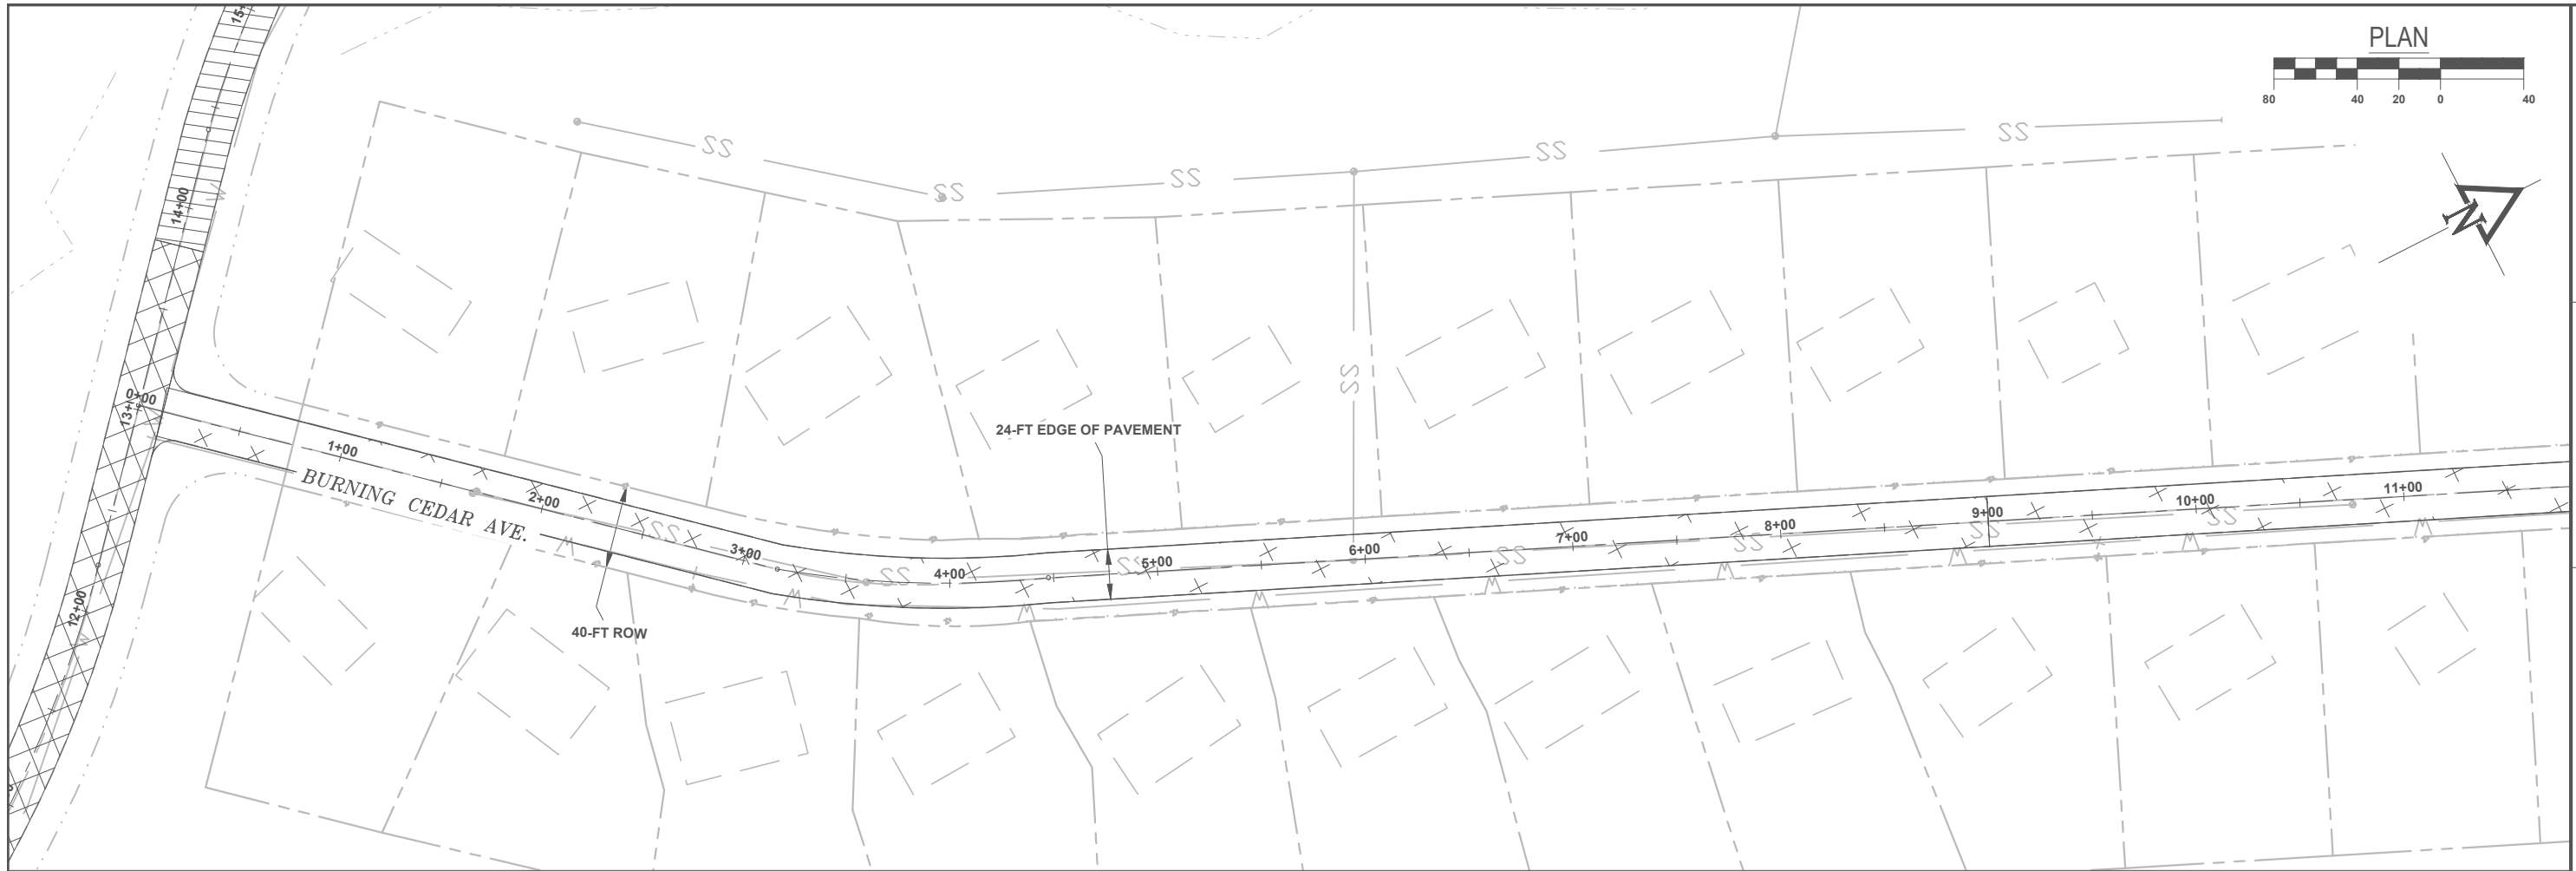 PLAN
80 40 20 0 40
N
15+
14+00
13+
12+00
0+00
1+00
2+00
3+00
4+00
5+00
6+00
7+00
8+00
9+00
10+00
11+00
BURNING CEDAR AVE.
24-FT EDGE OF PAVEMENT
40-FT ROW
SS
SS
SS
SS
SS
SS
SS
SS
SS
SS
SS
SS
SS
W
W
W
W
W
W
W
W
W
W
W
W